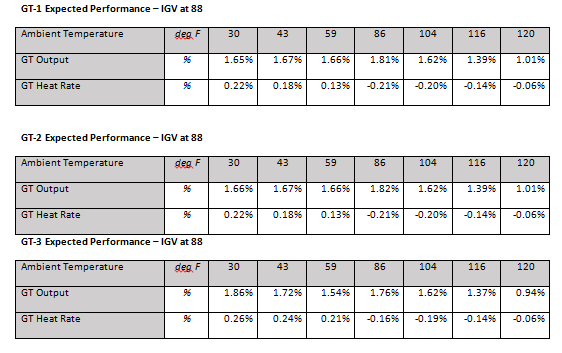 GT-1 Expected Performance – IGV at 88
Ambient Temperature deg F 30 43 59 86 104 116 120
GT Output % 1.65% 1.67% 1.66% 1.81% 1.62% 1.39% 1.01%
GT Heat Rate % 0.22% 0.18% 0.13% -0.21% -0.20% -0.14% -0.06%
GT-2 Expected Performance – IGV at 88
Ambient Temperature deg F 30 43 59 86 104 116 120
GT Output % 1.66% 1.67% 1.66% 1.82% 1.62% 1.39% 1.01%
GT Heat Rate % 0.22% 0.18% 0.13% -0.21% -0.20% -0.14% -0.06%
GT-3 Expected Performance – IGV at 88
Ambient Temperature deg F 30 43 59 86 104 116 120
GT Output % 1.86% 1.72% 1.54% 1.76% 1.62% 1.37% 0.94%
GT Heat Rate % 0.26% 0.24% 0.21% -0.16% -0.19% -0.14% -0.06%